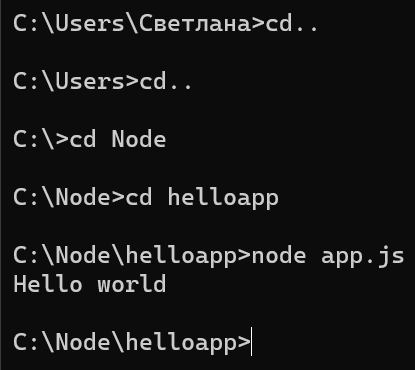 C:\Users\Светлана>cd..
C:\Users>cd..
C:\>cd Node
C:\Node>cd helloapp
C:\Node\helloapp>node app.js
Hello world
C:\Node\helloapp>